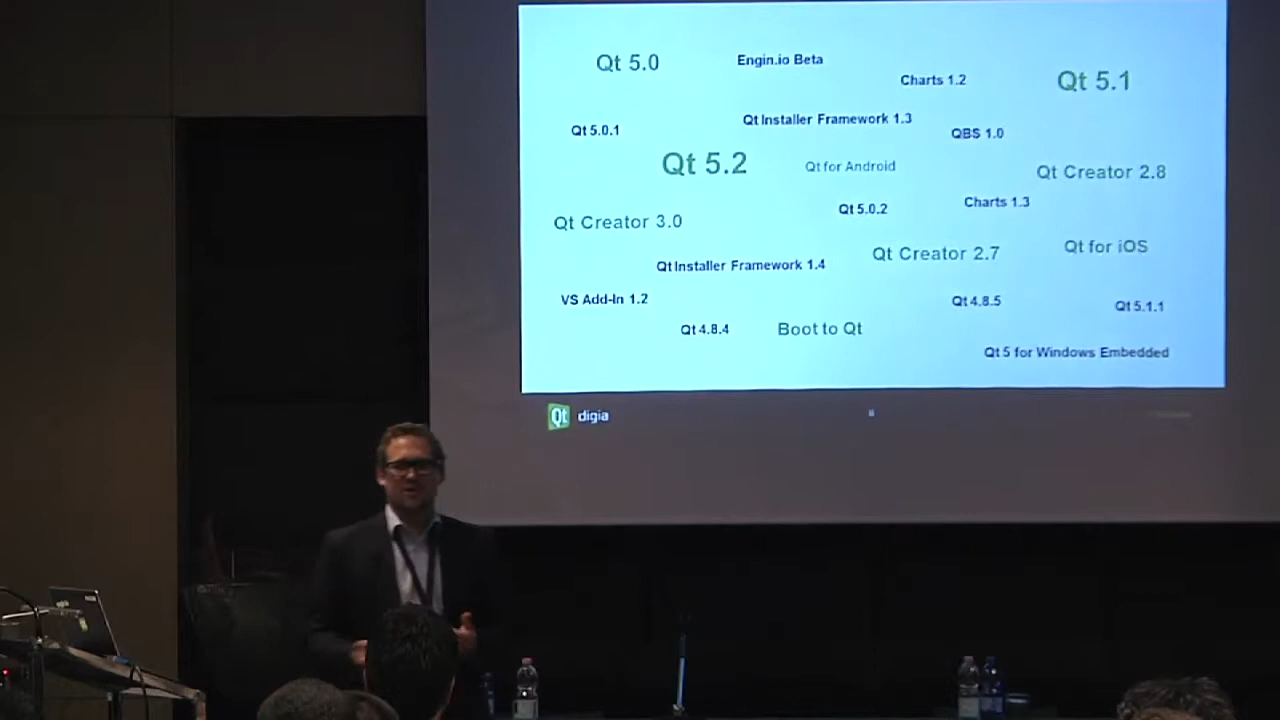 Qt 5.0
Engin.io Beta
Charts 1.2
Qt 5.1
Qt 5.0.1
Qt Installer Framework 1.3
QBS 1.0
Qt 5.2
Qt for Android
Qt Creator 2.8
Qt 5.0.2
Charts 1.3
Qt Creator 3.0
Qt Installer Framework 1.4
Qt Creator 2.7
Qt for iOS
VS Add-In 1.2
Qt 4.8.5
Qt 5.1.1
Qt 4.8.4
Boot to Qt
Qt 5 for Windows Embedded
Qt digia